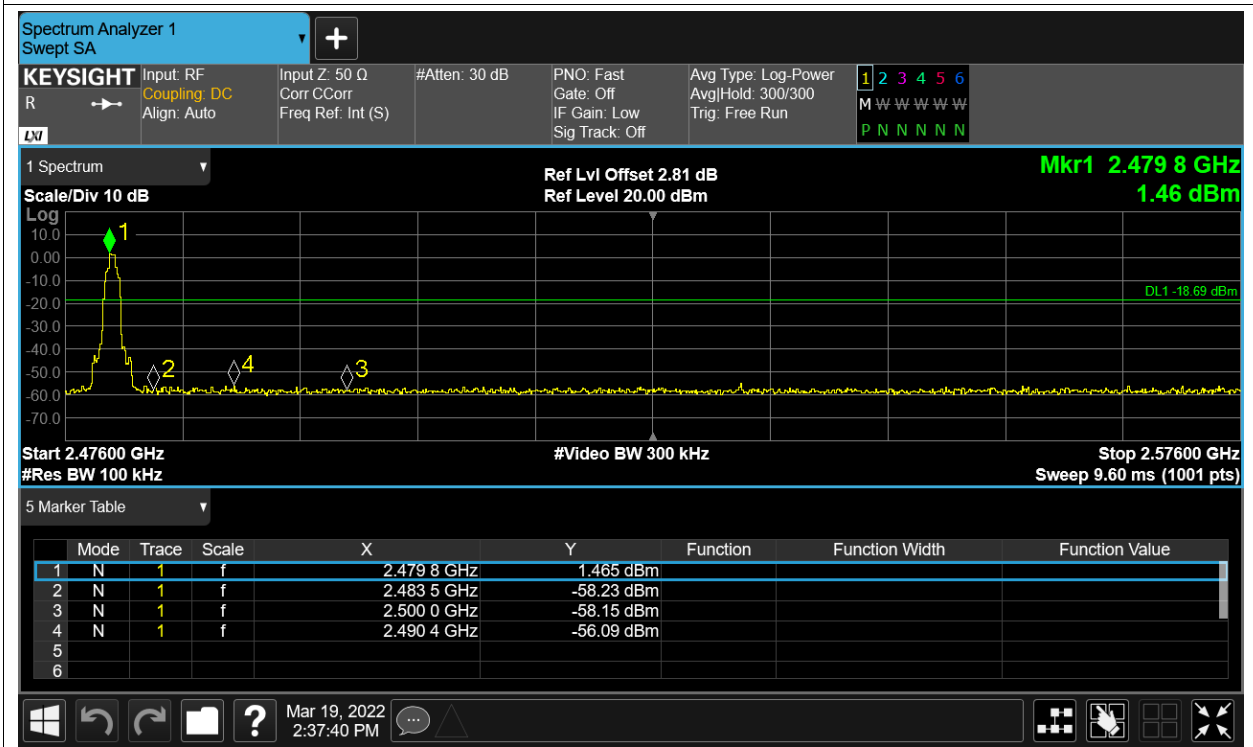 Spectrum Analyzer 1
Swept SA
KEYSIGHT
R
LXI
Input: RF
Coupling: DC
Align: Auto
Input Z: 50 Ω
Corr CCorr
Freq Ref: Int (S)
#Atten: 30 dB
PNO: Fast
Gate: Off
IF Gain: Low
Sig Track: Off
Avg Type: Log-Power
Avg|Hold: 300/300
Trig: Free Run
1 2 3 4 5 6
M W W W W W
P N N N N N
1 Spectrum
Scale/Div 10 dB
Ref Lvl Offset 2.81 dB
Ref Level 20.00 dBm
Mkr1 2.479 8 GHz
1.46 dBm
Log
10.0
0.00
-10.0
-20.0
-30.0
-40.0
-50.0
-60.0
-70.0
1
2
4
3
DL1 -18.69 dBm
Start 2.47600 GHz
#Video BW 300 kHz
Stop 2.57600 GHz
#Res BW 100 kHz
Sweep 9.60 ms (1001 pts)
5 Marker Table
Mode Trace Scale X Y Function Function Width Function Value
1 N 1 f 2.479 8 GHz 1.465 dBm
2 N 1 f 2.483 5 GHz -58.23 dBm
3 N 1 f 2.500 0 GHz -58.15 dBm
4 N 1 f 2.490 4 GHz -56.09 dBm
5
6
?
Mar 19, 2022
2:37:40 PM